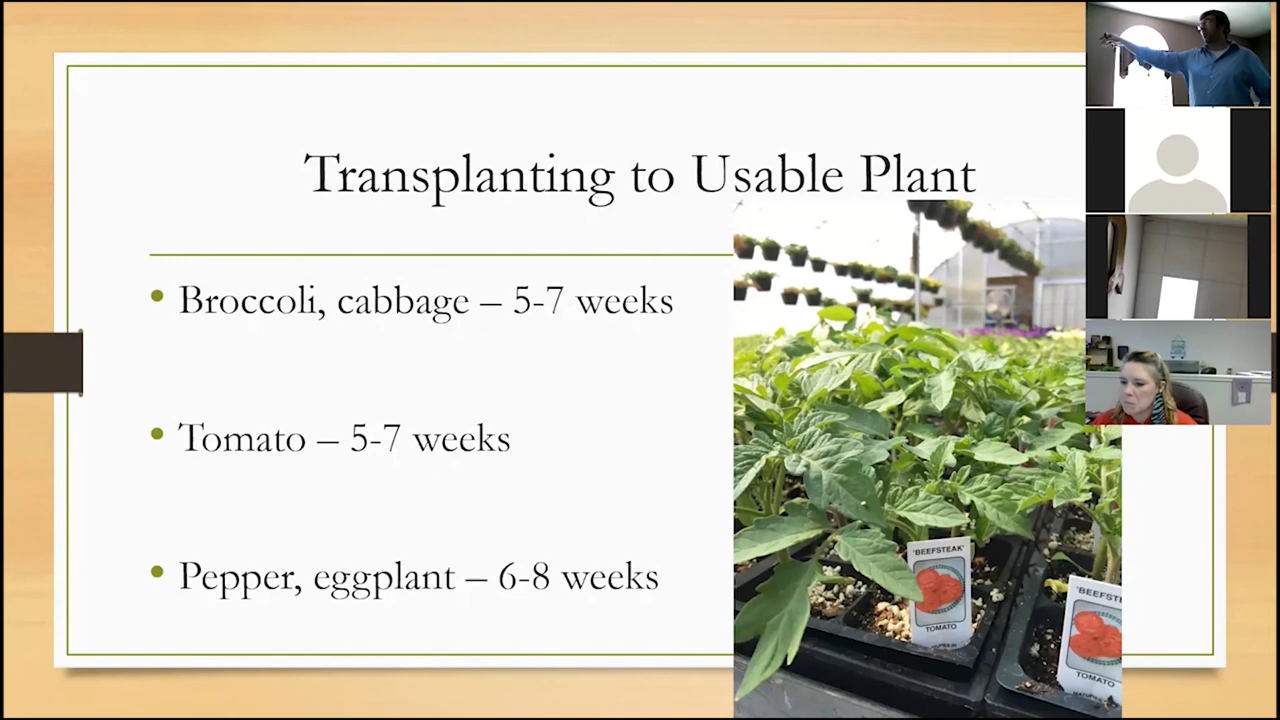 Transplanting to Usable Plant
• Broccoli, cabbage – 5-7 weeks
• Tomato – 5-7 weeks
• Pepper, eggplant – 6-8 weeks
'BEEFSTEAK'
TOMATO
'BEEFSTE
TOMATO